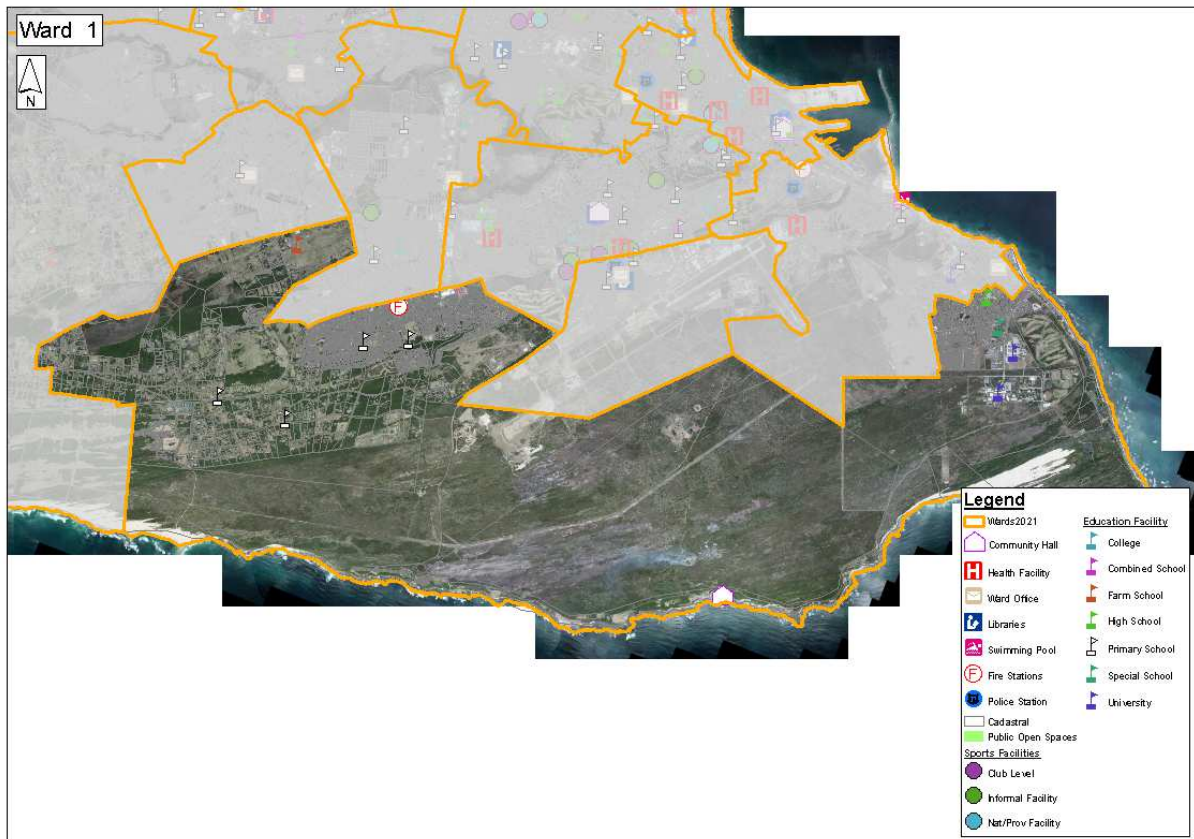 Ward 1
N
F
Legend
Wards2021
Community Hall
H Health Facility
Ward Office
Libraries
Swimming Pool
F Fire Stations
Police Station
Cadastral
Public Open Spaces
Sports Facilities
Club Level
Informal Facility
Nat/Prov Facility
Education Facility
College
Combined School
Farm School
High School
Primary School
Special School
University